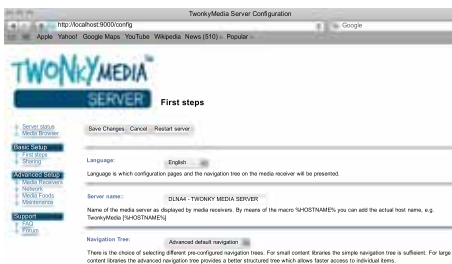 TwonkyMedia Server Configuration
http://localhost:9000/config
Google
Apple Yahoo! Google Maps YouTube Wikipedia News (510) Popular
TWONKYMEDIA
SERVER
First steps
Server status
Media Browser
Save Changes Cancel Restart server
Basic Setup
First steps
Sharing
Language: English
Language is which configuration pages and the navigation tree on the media receiver will be presented.
Advanced Setup
Media Receivers
Network
Media Foods
Maintenance
Server name:: DLNA4 - TWONKY MEDIA SERVER
Name of the media server as displayed by media receivers. By means of the macro %HOSTNAME% you can add the actual host name, e.g.
TwonkyMedia [%HOSTNAME%]
Support
FAQ
Forum
Navigation Tree: Advanced default navigation
There is the choice of selecting different pre-configured navigation trees. For small content libraries the simple navigation tree is suffieient. For large
content libraries the advanced navigation tree provides a better structured tree which allows faster access to individual items.